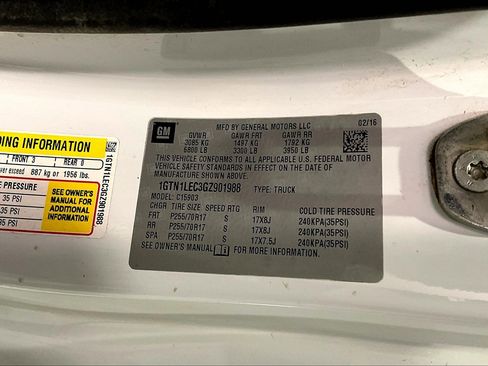 DING INFORMATION
FRONT 3 REAR 0
ver exceed 887 kg or 1956 lbs.
PRESSURE
35 PSI
35 PSI
35 PSI
SEE OWNER'S
MANUAL FOR
ADDITIONAL
INFORMATION
1GTN1LEC3GZ901988
GM
MFD BY GENERAL MOTORS LLC
02/16
GVWR GAWR FRT GAWR RR
3085 KG 1497 KG 1792 KG
6800 LB 3300 LB 3950 LB
THIS VEHICLE CONFORMS TO ALL APPLICABLE U.S. FEDERAL MOTOR
VEHICLE SAFETY STANDARDS IN EFFECT ON THE DATE OF
MANUFACTURE SHOWN ABOVE.
1GTN1LEC3GZ901988 TYPE: TRUCK
MODEL: C15903
TIRE SIZE SPEED RTG RIM COLD TIRE PRESSURE
FRT P255/70R17 S 17X8J 240KPA(35PSI)
RR P255/70R17 S 17X8J 240KPA(35PSI)
SPA P255/70R17 S 17X7.5J 240KPA(35PSI)
SEE OWNER'S MANUAL FOR MORE INFORMATION.